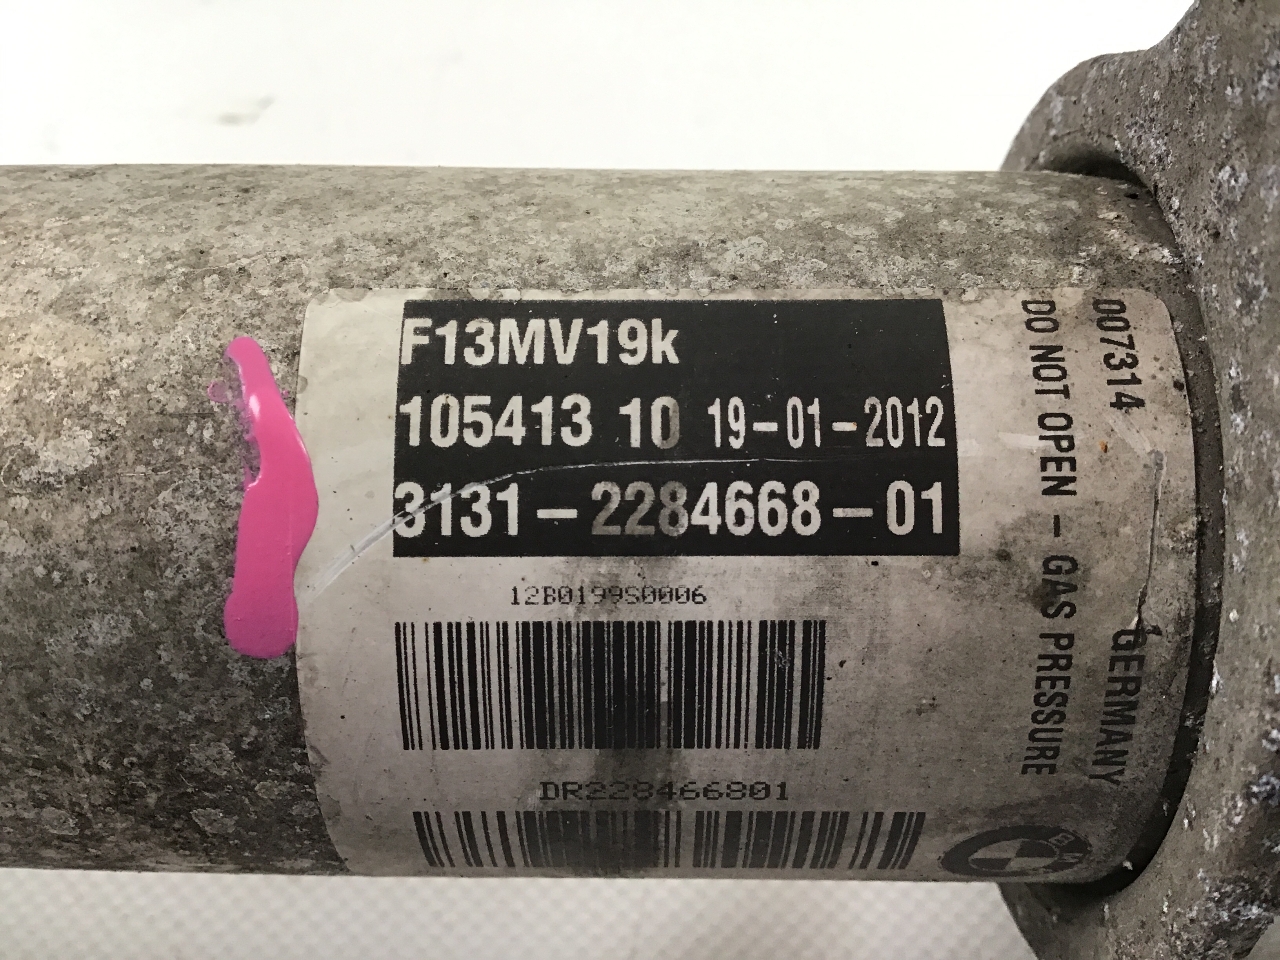 F13MV19k
105413 10 19-01-2012
3131-2284668-01
12B0199S0006
DR228466801
DO NOT OPEN - GAS PRESSURE
007314 GERMANY